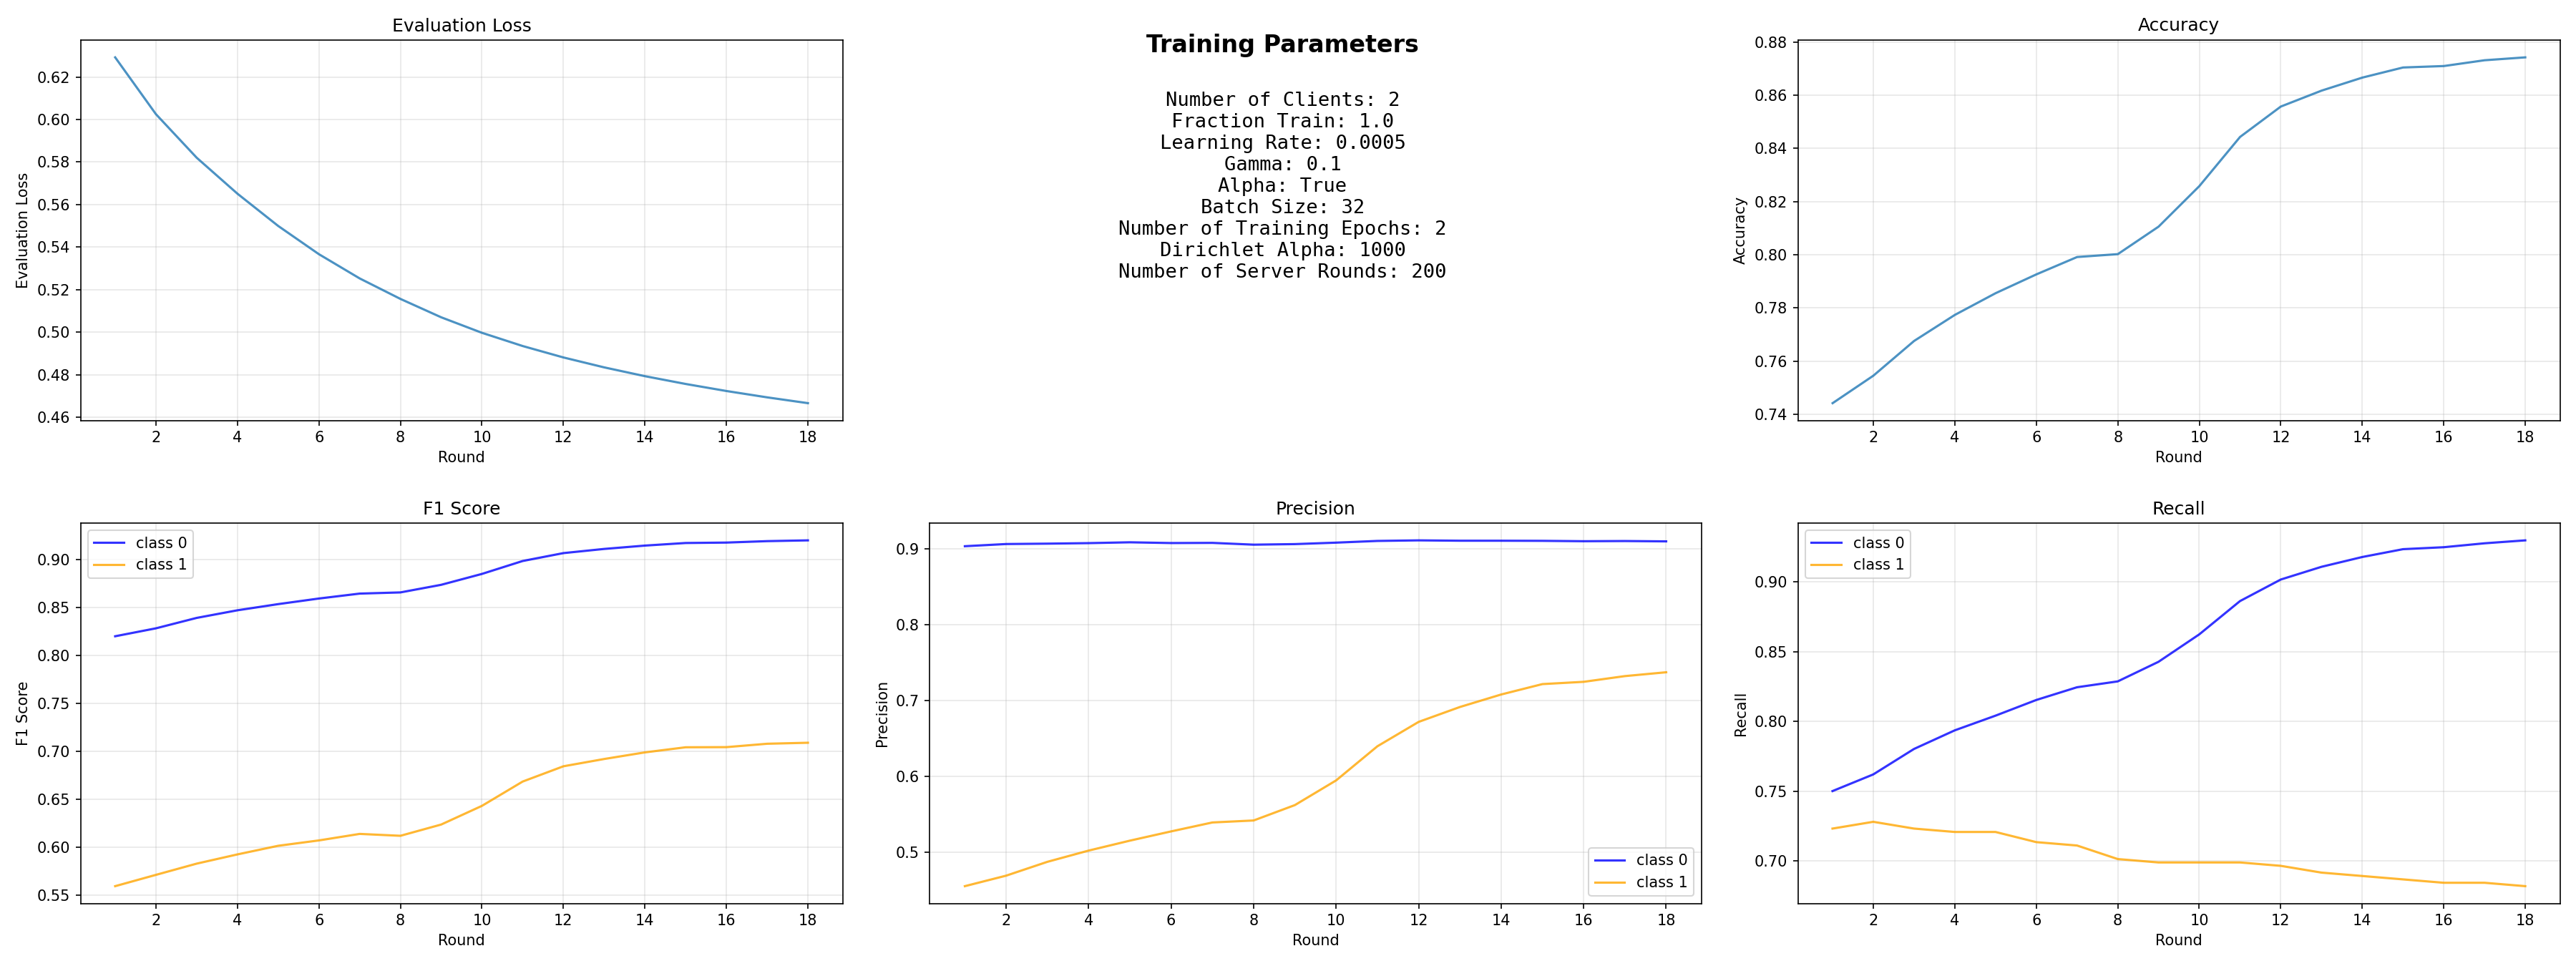 Evaluation Loss
0.62
0.60
0.58
0.56
0.54
0.52
0.50
0.48
0.46
Evaluation Loss
2 4 6 8 10 12 14 16 18
Round
Training Parameters
Number of Clients: 2
Fraction Train: 1.0
Learning Rate: 0.0005
Gamma: 0.1
Alpha: True
Batch Size: 32
Number of Training Epochs: 2
Dirichlet Alpha: 1000
Number of Server Rounds: 200
Accuracy
0.88
0.86
0.84
0.82
0.80
0.78
0.76
0.74
Accuracy
2 4 6 8 10 12 14 16 18
Round
F1 Score
class 0
class 1
0.90
0.85
0.80
0.75
0.70
0.65
0.60
0.55
F1 Score
2 4 6 8 10 12 14 16 18
Round
Precision
0.9
0.8
0.7
0.6
0.5
Precision
class 0
class 1
2 4 6 8 10 12 14 16 18
Round
Recall
class 0
class 1
0.90
0.85
0.80
0.75
0.70
Recall
2 4 6 8 10 12 14 16 18
Round